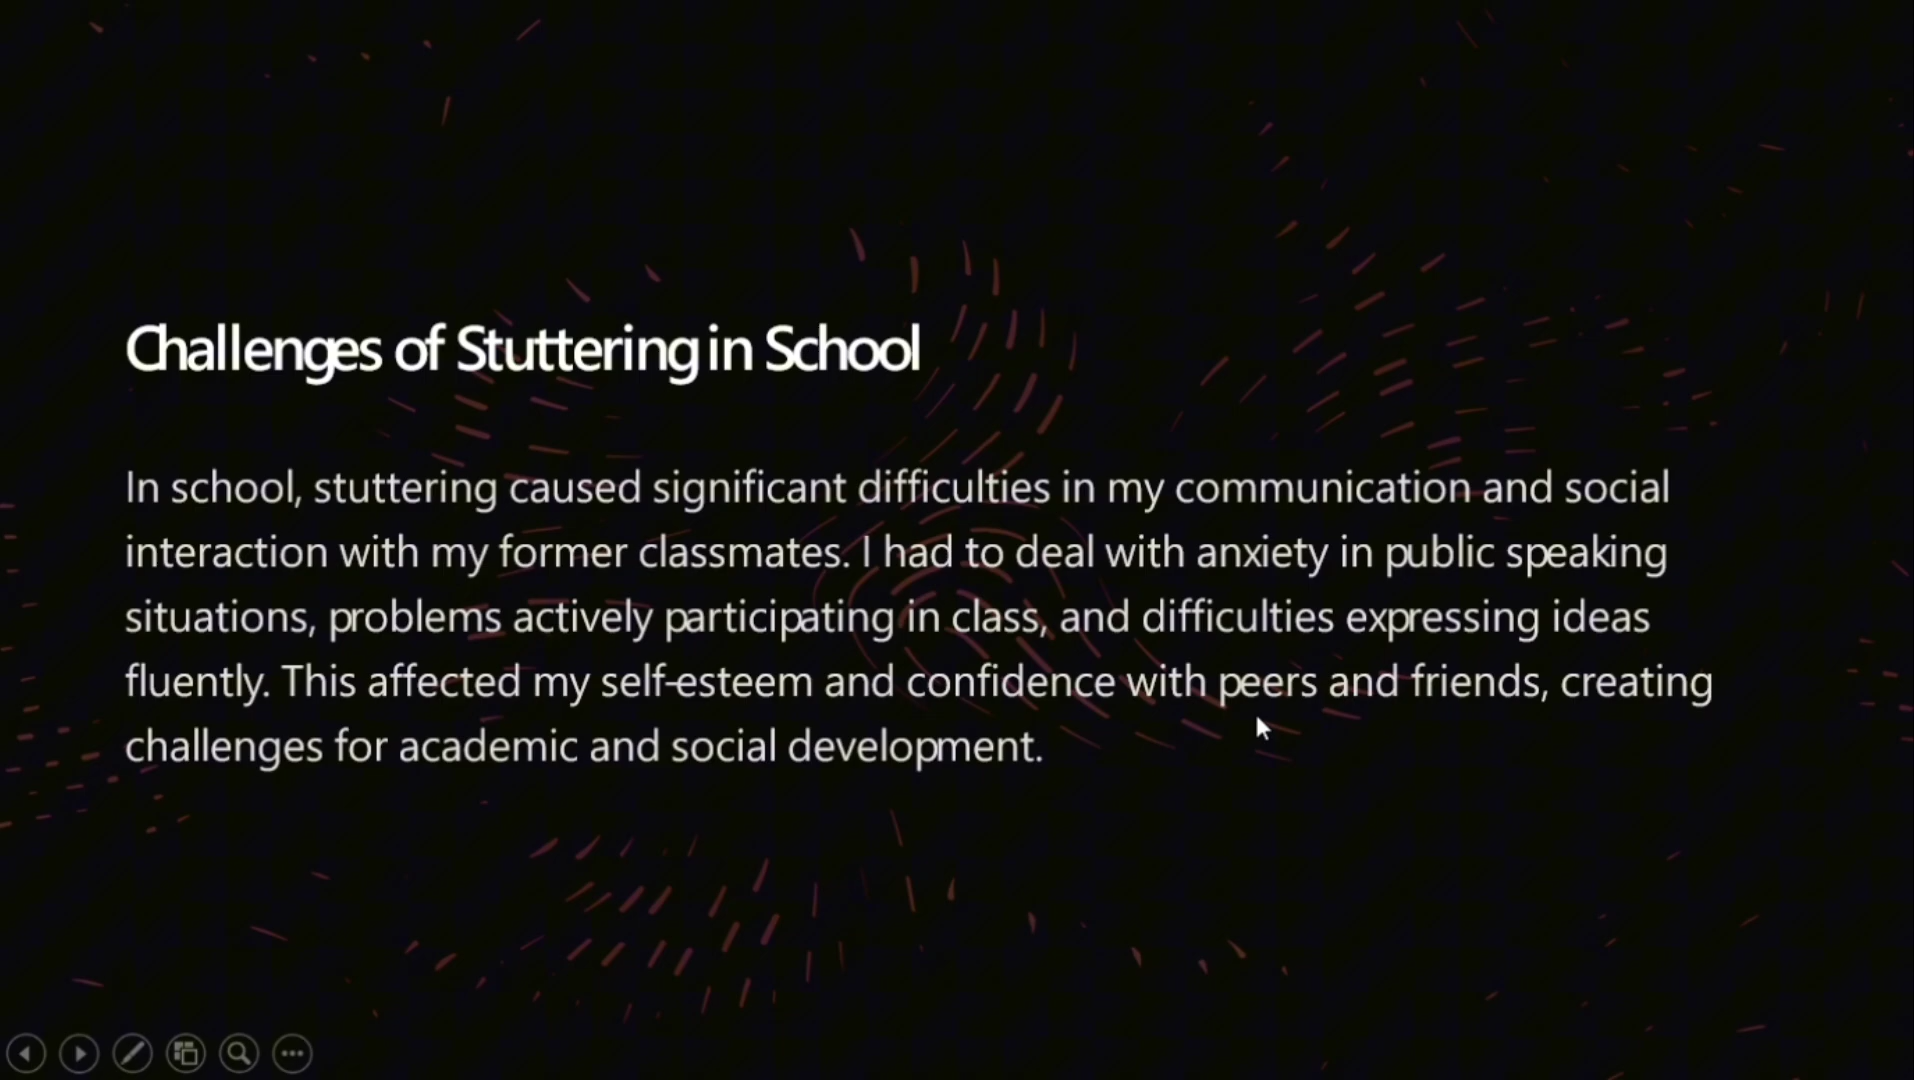 Challenges of Stuttering in School
In school, stuttering caused significant difficulties in my communication and social
interaction with my former classmates. I had to deal with anxiety in public speaking
situations, problems actively participating in class, and difficulties expressing ideas
fluently. This affected my self-esteem and confidence with peers and friends, creating
challenges for academic and social development.